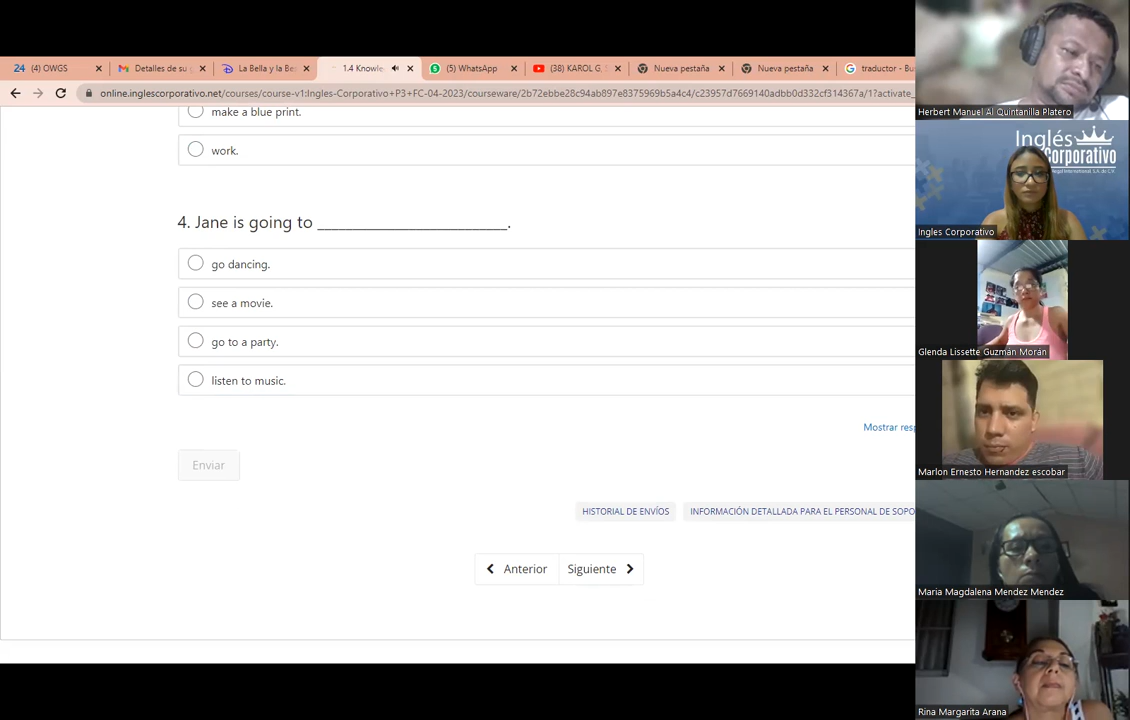 24 (4) OWGS
Detalles de su
La Bella y la Be
1.4 Knowle
(5) WhatsApp
(38) KAROL G,
Nueva pestaña
Nueva pestaña
traductor - Bu
online.inglescorporativo.net/courses/course-v1:Ingles-Corporativo+P3+FC-04-2023/courseware/2b72ebbe28c94ab897e8375969b5a4c4/c23957d7669140adbb0d332cf314367a/1?activate_
make a blue print.
work.
4. Jane is going to ________________________.
go dancing.
see a movie.
go to a party.
listen to music.
Mostrar res
Enviar
HISTORIAL DE ENVÍOS
INFORMACIÓN DETALLADA PARA EL PERSONAL DE SOPO
Anterior
Siguiente
Herbert Manuel Al Quintanilla Platero
Inglés
Corporativo
Ingles Corporativo
Glenda Lissette Guzmán Morán
Marlon Ernesto Hernandez escobar
Maria Magdalena Mendez Mendez
Rina Margarita Arana